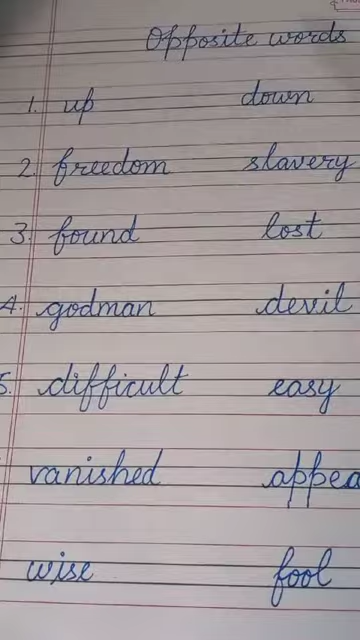 Opposite words
1. up down
2. freedom slavery
3. found lost
4. godman devil
5. difficult easy
vanished appea
wise fool